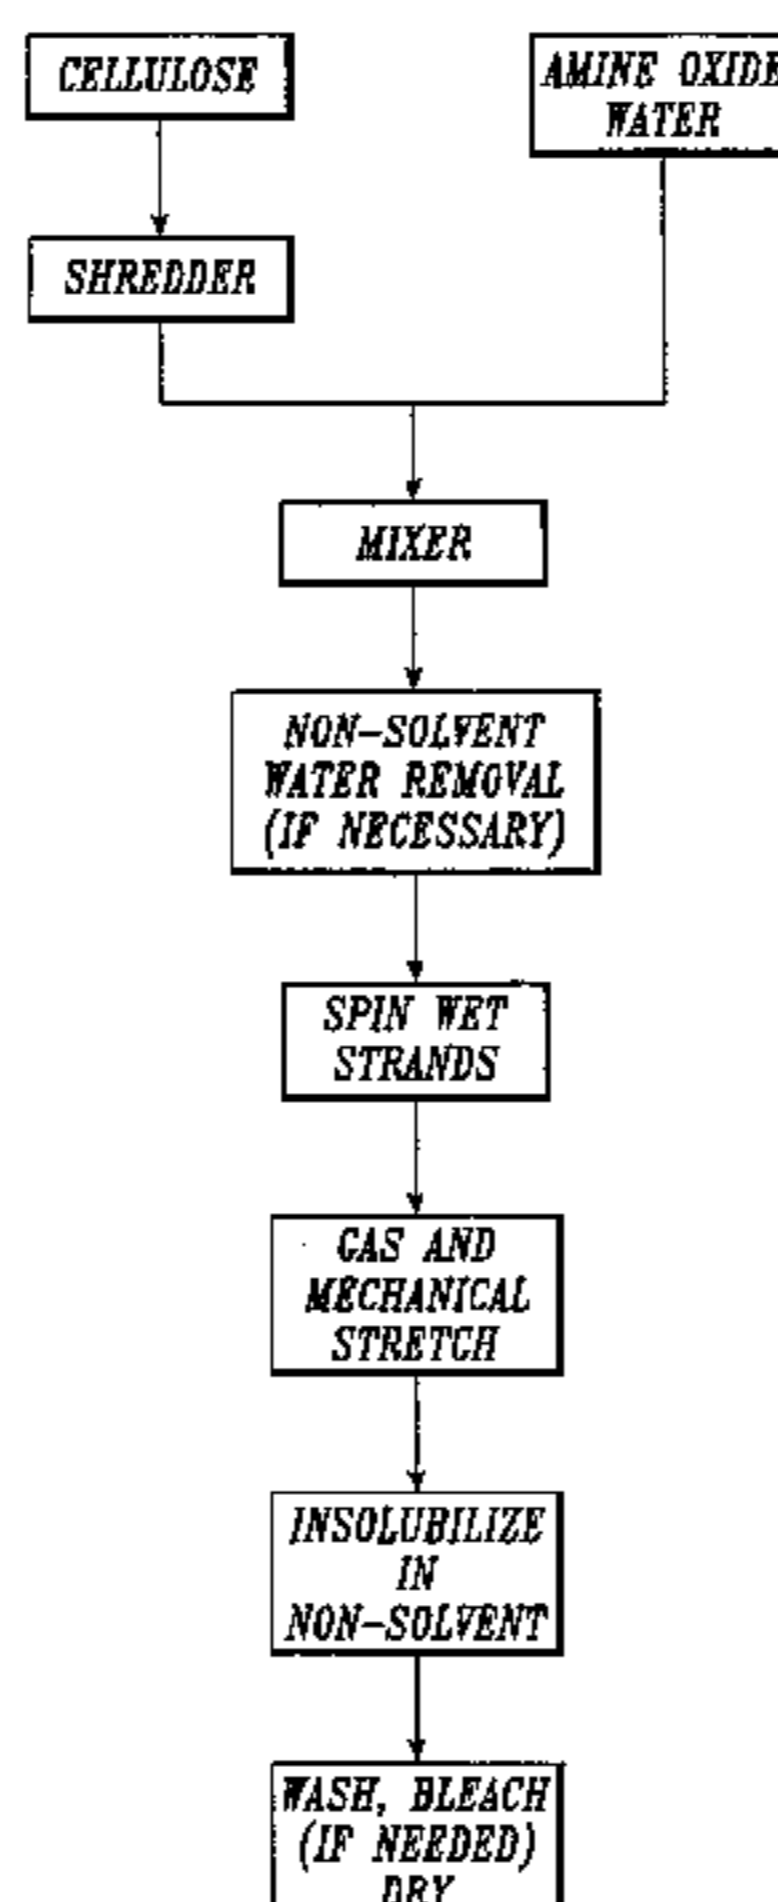 CELLULOSE
AMINE OXIDE
WATER
SHREDDER
MIXER
NON-SOLVENT
WATER REMOVAL
(IF NECESSARY)
SPIN WET
STRANDS
GAS AND
MECHANICAL
STRETCH
INSOLUBILIZE
IN
NON-SOLVENT
WASH, BLEACH
(IF NEEDED)
DRY